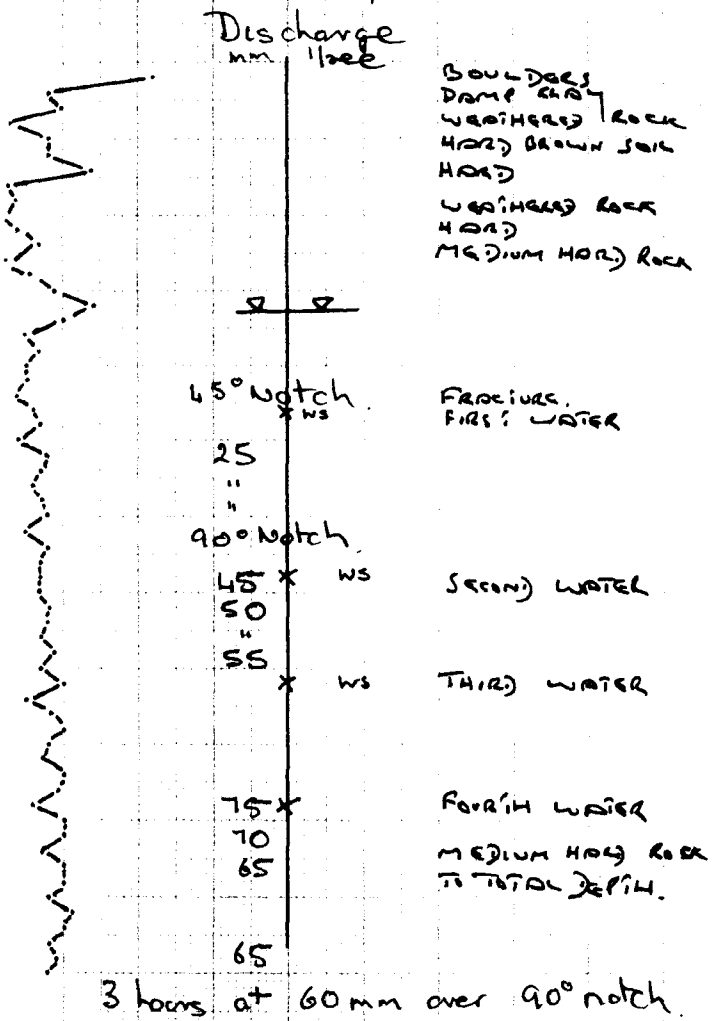 Discharge
mm l/sec
BOULDERS
DAMP CLAY
WEATHERED ROCK
HARD BROWN SOIL
HARD
WEATHERED ROCK
HARD
MEDIUM HARD ROCK
45° Notch
FRACTURE.
WS
FIRST WATER
25
"
"
90° Notch
45 WS SECOND WATER
50
"
55
WS THIRD WATER
75 FOURTH WATER
70
MEDIUM HARD ROCK
65
TO TOTAL DEPTH.
65
3 hours at 60 mm over 90° notch